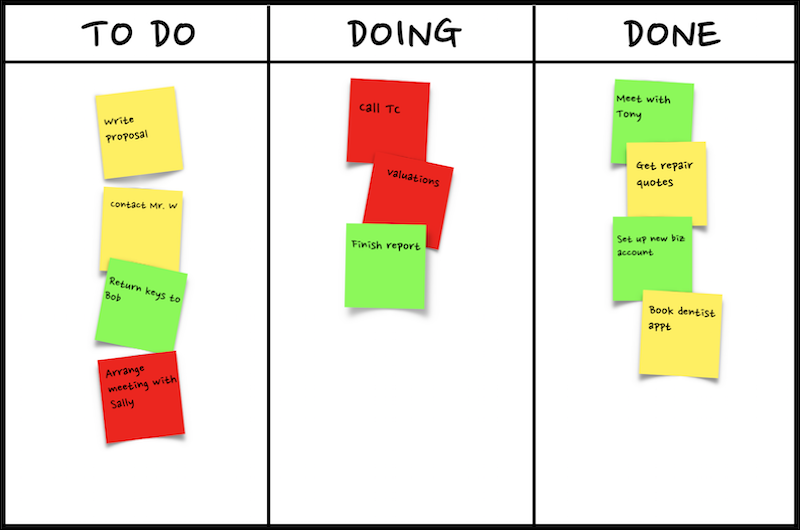 TO DO
DOING
DONE
Write
proposal
Contact Mr. W
Return keys to
Bob
Arrange
meeting with
Sally
Call TC
Valuations
Finish report
Meet with
Tony
Get repair
quotes
Set up new biz
account
Book dentist
appt